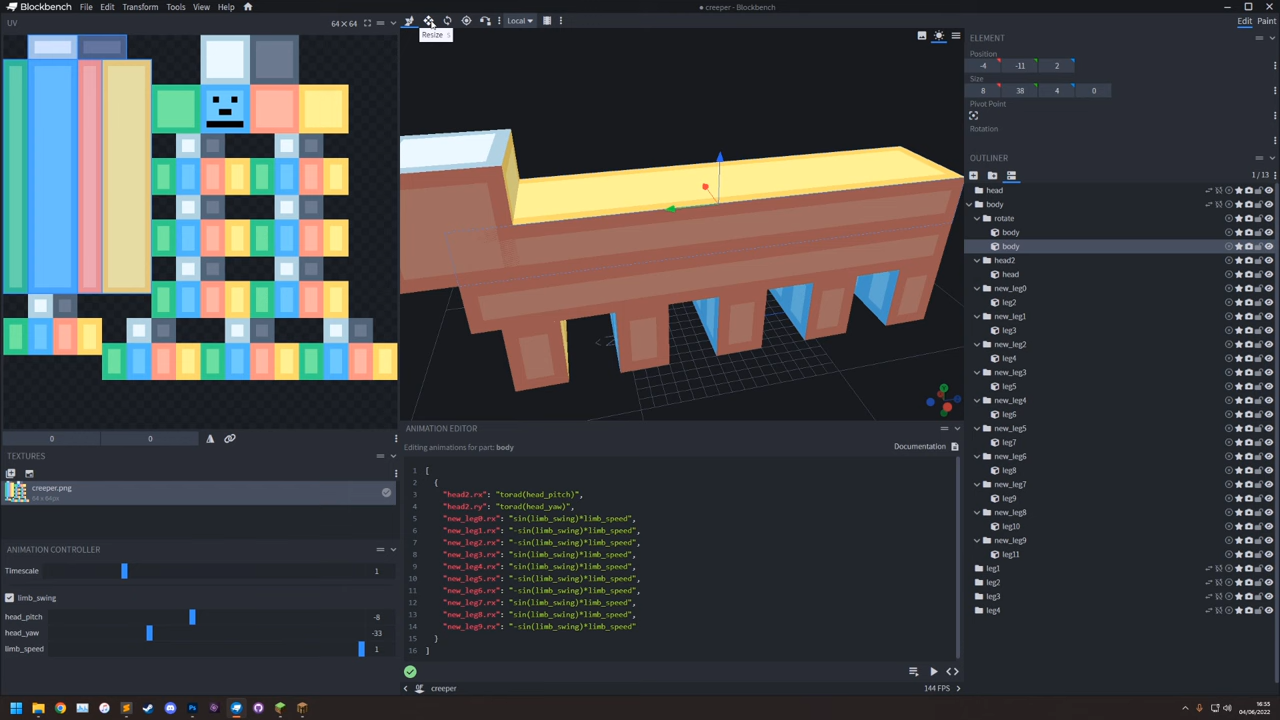 Blockbench
File Edit Transform Tools View Help
creeper - Blockbench
UV
64 × 64
Local
Edit Paint
Resize S
ELEMENT
Position
-4 -11 2
Size
8 38 4 0
Pivot Point
Rotation
OUTLINER
1 / 13
head
body
rotate
body
body
head2
head
new_leg0
leg2
new_leg1
leg3
new_leg2
leg4
new_leg3
leg5
new_leg4
leg6
new_leg5
leg7
new_leg6
leg8
new_leg7
leg9
new_leg8
leg10
new_leg9
leg11
leg1
leg2
leg3
leg4
0 0
TEXTURES
creeper.png
64 x 64px
ANIMATION CONTROLLER
Timescale 1
limb_swing
head_pitch -8
head_yaw -33
limb_speed 1
ANIMATION EDITOR
Editing animations for part: body
Documentation
1 [
2 {
3 "head2.rx": "torad(head_pitch)",
4 "head2.ry": "torad(head_yaw)",
5 "new_leg0.rx": "sin(limb_swing)*limb_speed",
6 "new_leg1.rx": "-sin(limb_swing)*limb_speed",
7 "new_leg2.rx": "-sin(limb_swing)*limb_speed",
8 "new_leg3.rx": "sin(limb_swing)*limb_speed",
9 "new_leg4.rx": "sin(limb_swing)*limb_speed",
10 "new_leg5.rx": "-sin(limb_swing)*limb_speed",
11 "new_leg6.rx": "-sin(limb_swing)*limb_speed",
12 "new_leg7.rx": "sin(limb_swing)*limb_speed",
13 "new_leg8.rx": "sin(limb_swing)*limb_speed",
14 "new_leg9.rx": "-sin(limb_swing)*limb_speed"
15 }
16 ]
OF creeper
144 FPS
16:55
04/06/2022